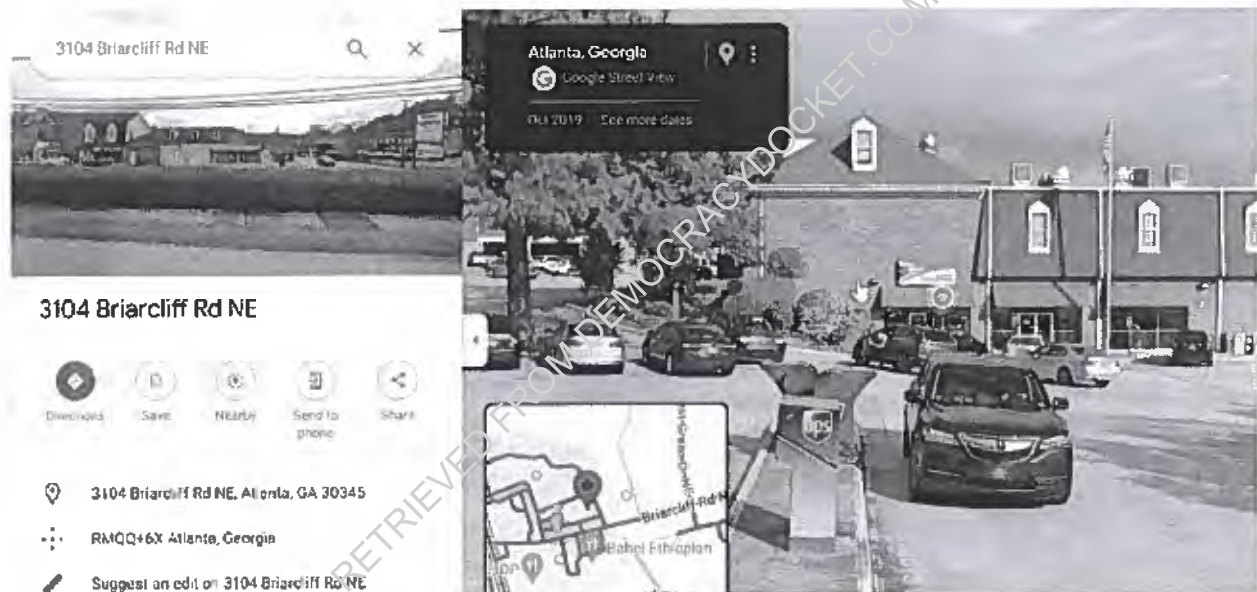 3104 Briarcliff Rd NE
3104 Briarcliff Rd NE
Directions
Save
Nearby
Send to
phone
Share
3104 Briarcliff Rd NE, Atlanta, GA 30345
RMQQ+6X Atlanta, Georgia
Suggest an edit on 3104 Briarcliff Rd NE
Atlanta, Georgia
Google Street View
Oct 2019 See more dates
ups
Briarcliff Rd N
Babel Ethiopian
RETRIEVED FROM DEMOCRACYDOCKET.COM